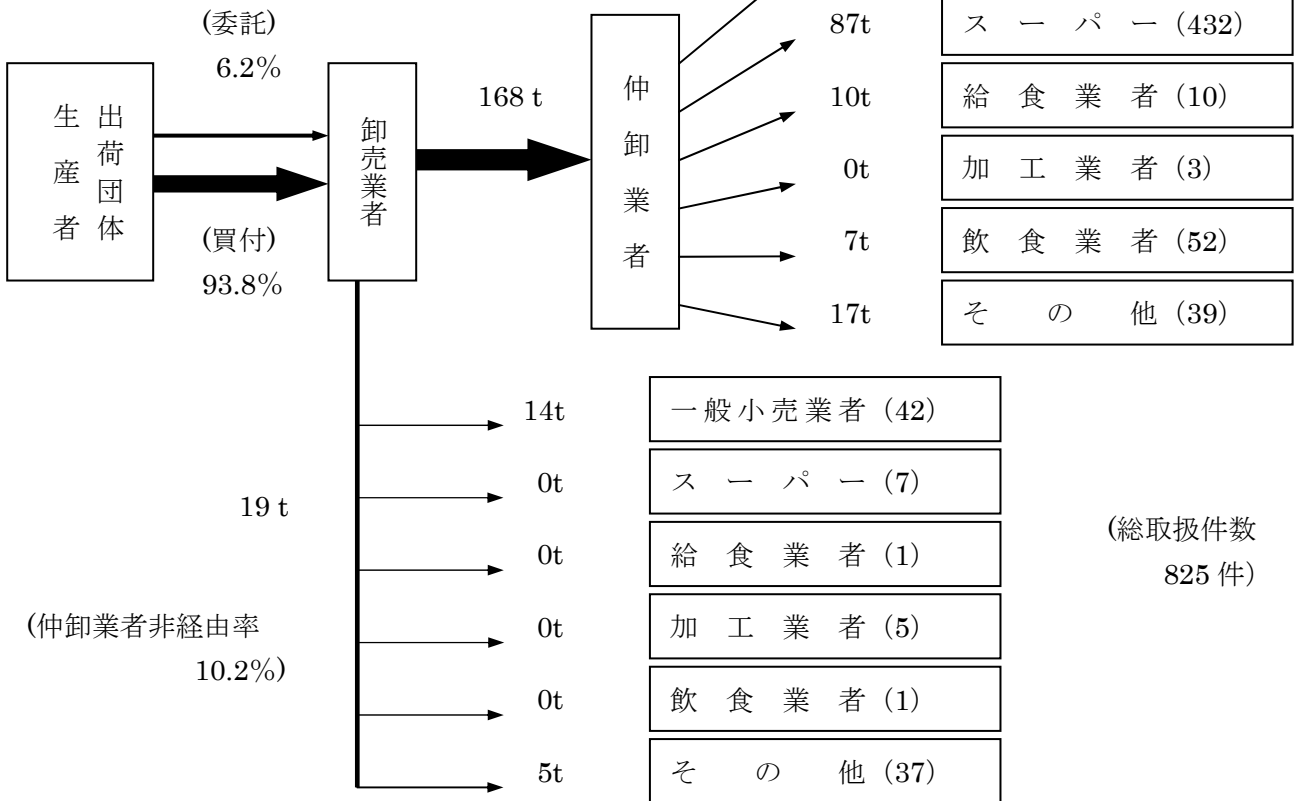 (委託)
6.2%
生産者
出荷団体
(買付)
93.8%
卸売業者
168 t
仲卸業者
87t
スーパー(432)
10t
給食業者(10)
0t
加工業者(3)
7t
飲食業者(52)
17t
その他(39)
19 t
(仲卸業者非経由率
10.2%)
14t
一般小売業者(42)
0t
スーパー(7)
0t
給食業者(1)
0t
加工業者(5)
0t
飲食業者(1)
5t
その他(37)
(総取扱件数
825 件)